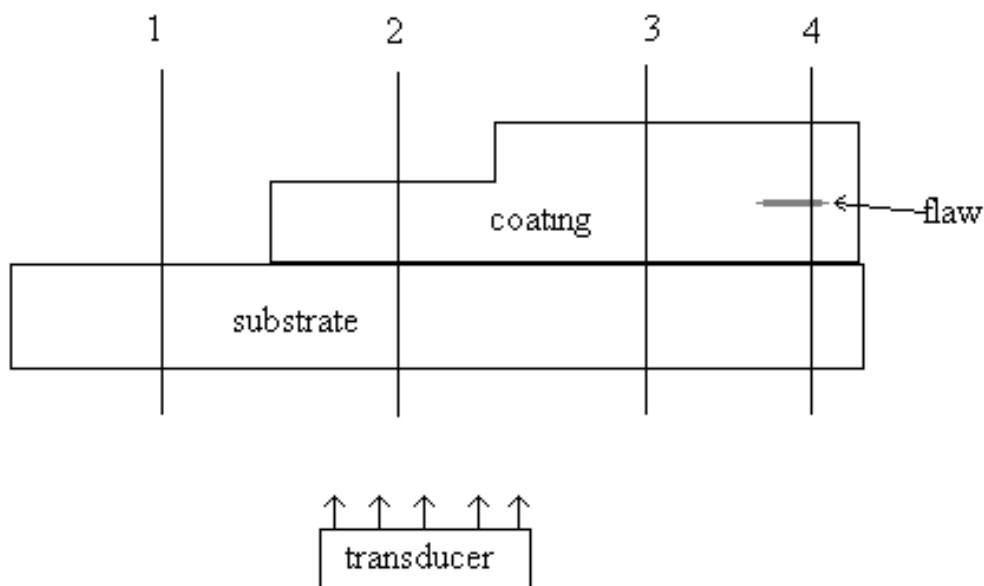 1
2
3
4
flaw
coating
substrate
transducer